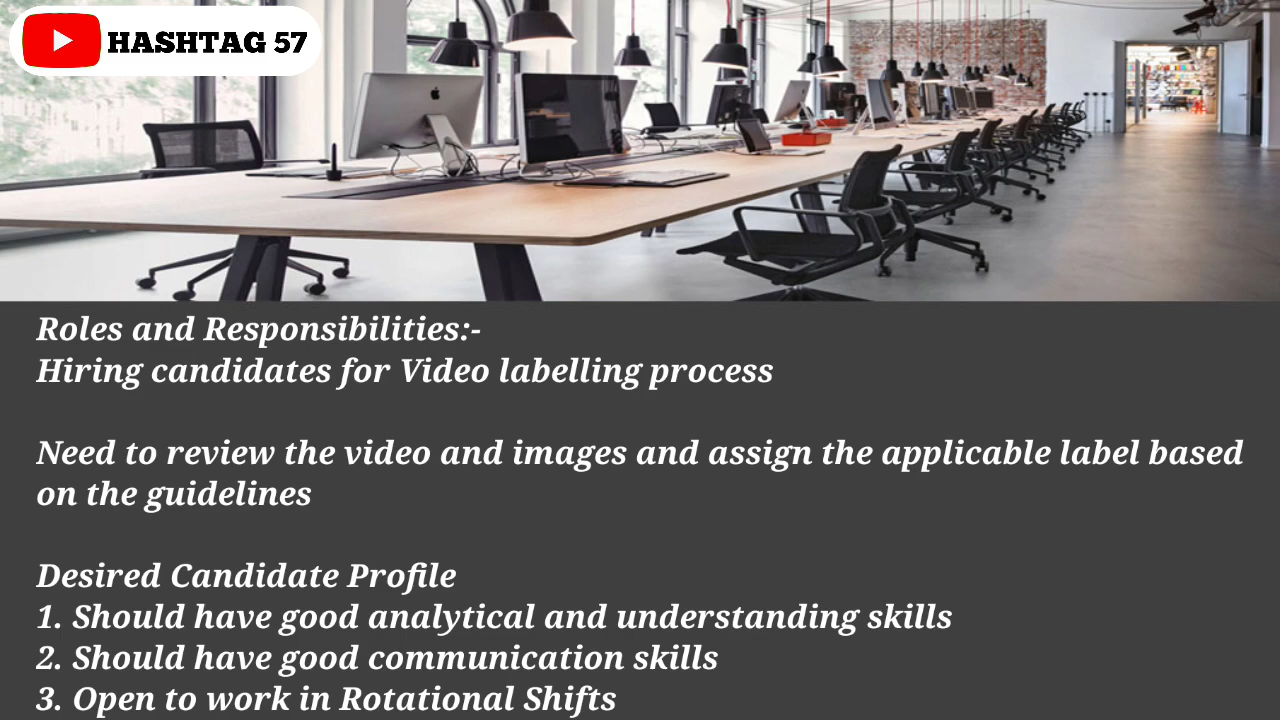 HASHTAG 57
Roles and Responsibilities:-
Hiring candidates for Video labelling process
Need to review the video and images and assign the applicable label based
on the guidelines
Desired Candidate Profile
1. Should have good analytical and understanding skills
2. Should have good communication skills
3. Open to work in Rotational Shifts